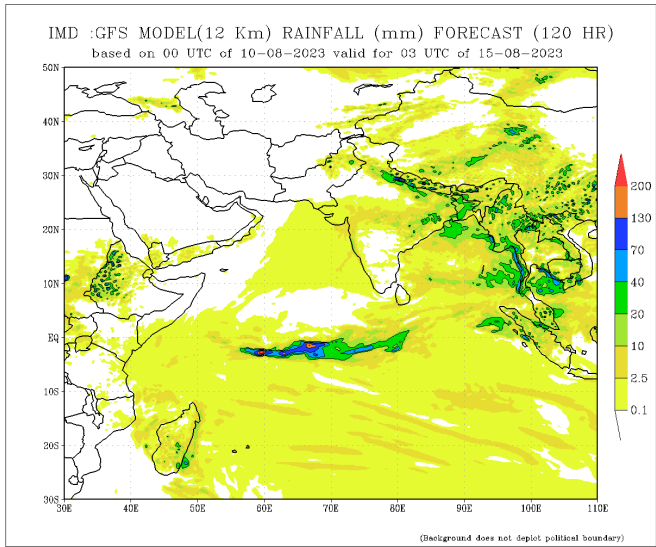 IMD :GFS MODEL(12 Km) RAINFALL (mm) FORECAST (120 HR)
based on 00 UTC of 10-08-2023 valid for 03 UTC of 15-08-2023
50N
40N
30N
20N
10N
EQ
10S
20S
30S
30E 40E 50E 60E 70E 80E 90E 100E 110E
200
130
70
40
20
10
2.5
0.1
(Background does not depict political boundary)